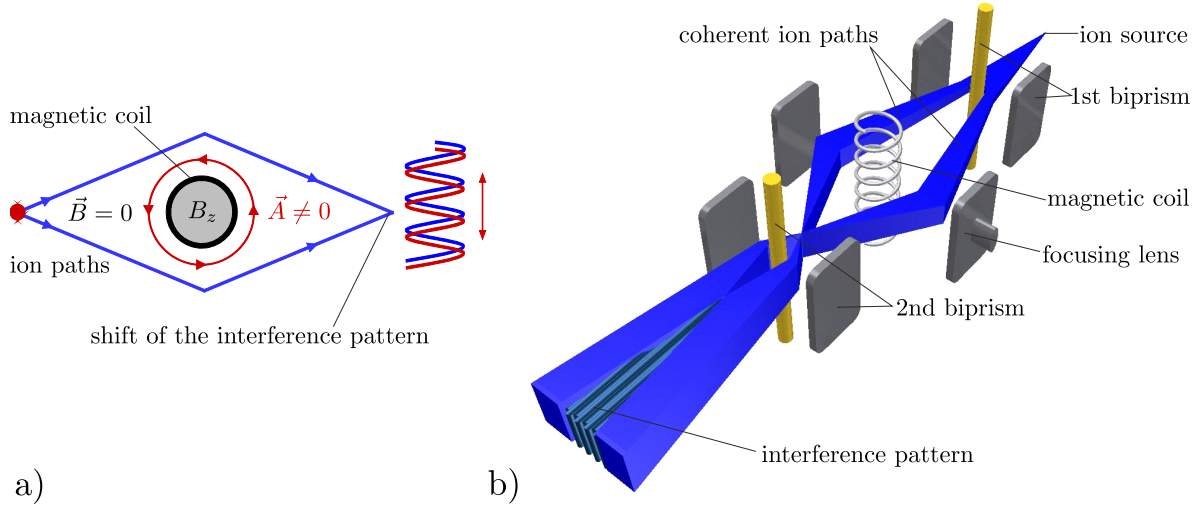 magnetic coil
B⃗ = 0
B_z
A⃗ ≠ 0
ion paths
shift of the interference pattern
a)
coherent ion paths
ion source
1st biprism
magnetic coil
focusing lens
2nd biprism
interference pattern
b)